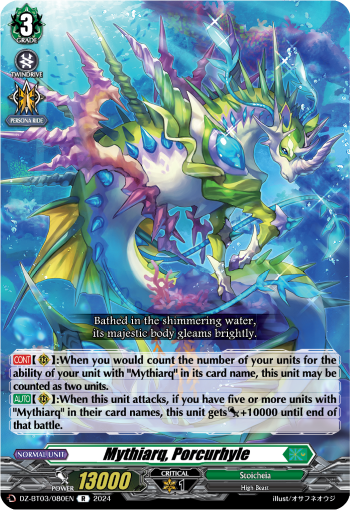 3
GRADE
TWINDRIVE
PERSONA RIDE
Bathed in the shimmering water,
its majestic body gleams brightly.
CONT【 】:When you would count the number of your units for the
ability of your unit with "Mythiarq" in its card name, this unit may be
counted as two units.
AUTO【 】:When this unit attacks, if you have five or more units with
"Mythiarq" in their card names, this unit gets +10000 until end of
that battle.
NORMAL UNIT
Mythiarq, Porcurhyle
POWER 13000
CRITICAL
1
Stoicheia
High Beast
DZ-BT03/080EN R 2024
illust/オサフネオウジ